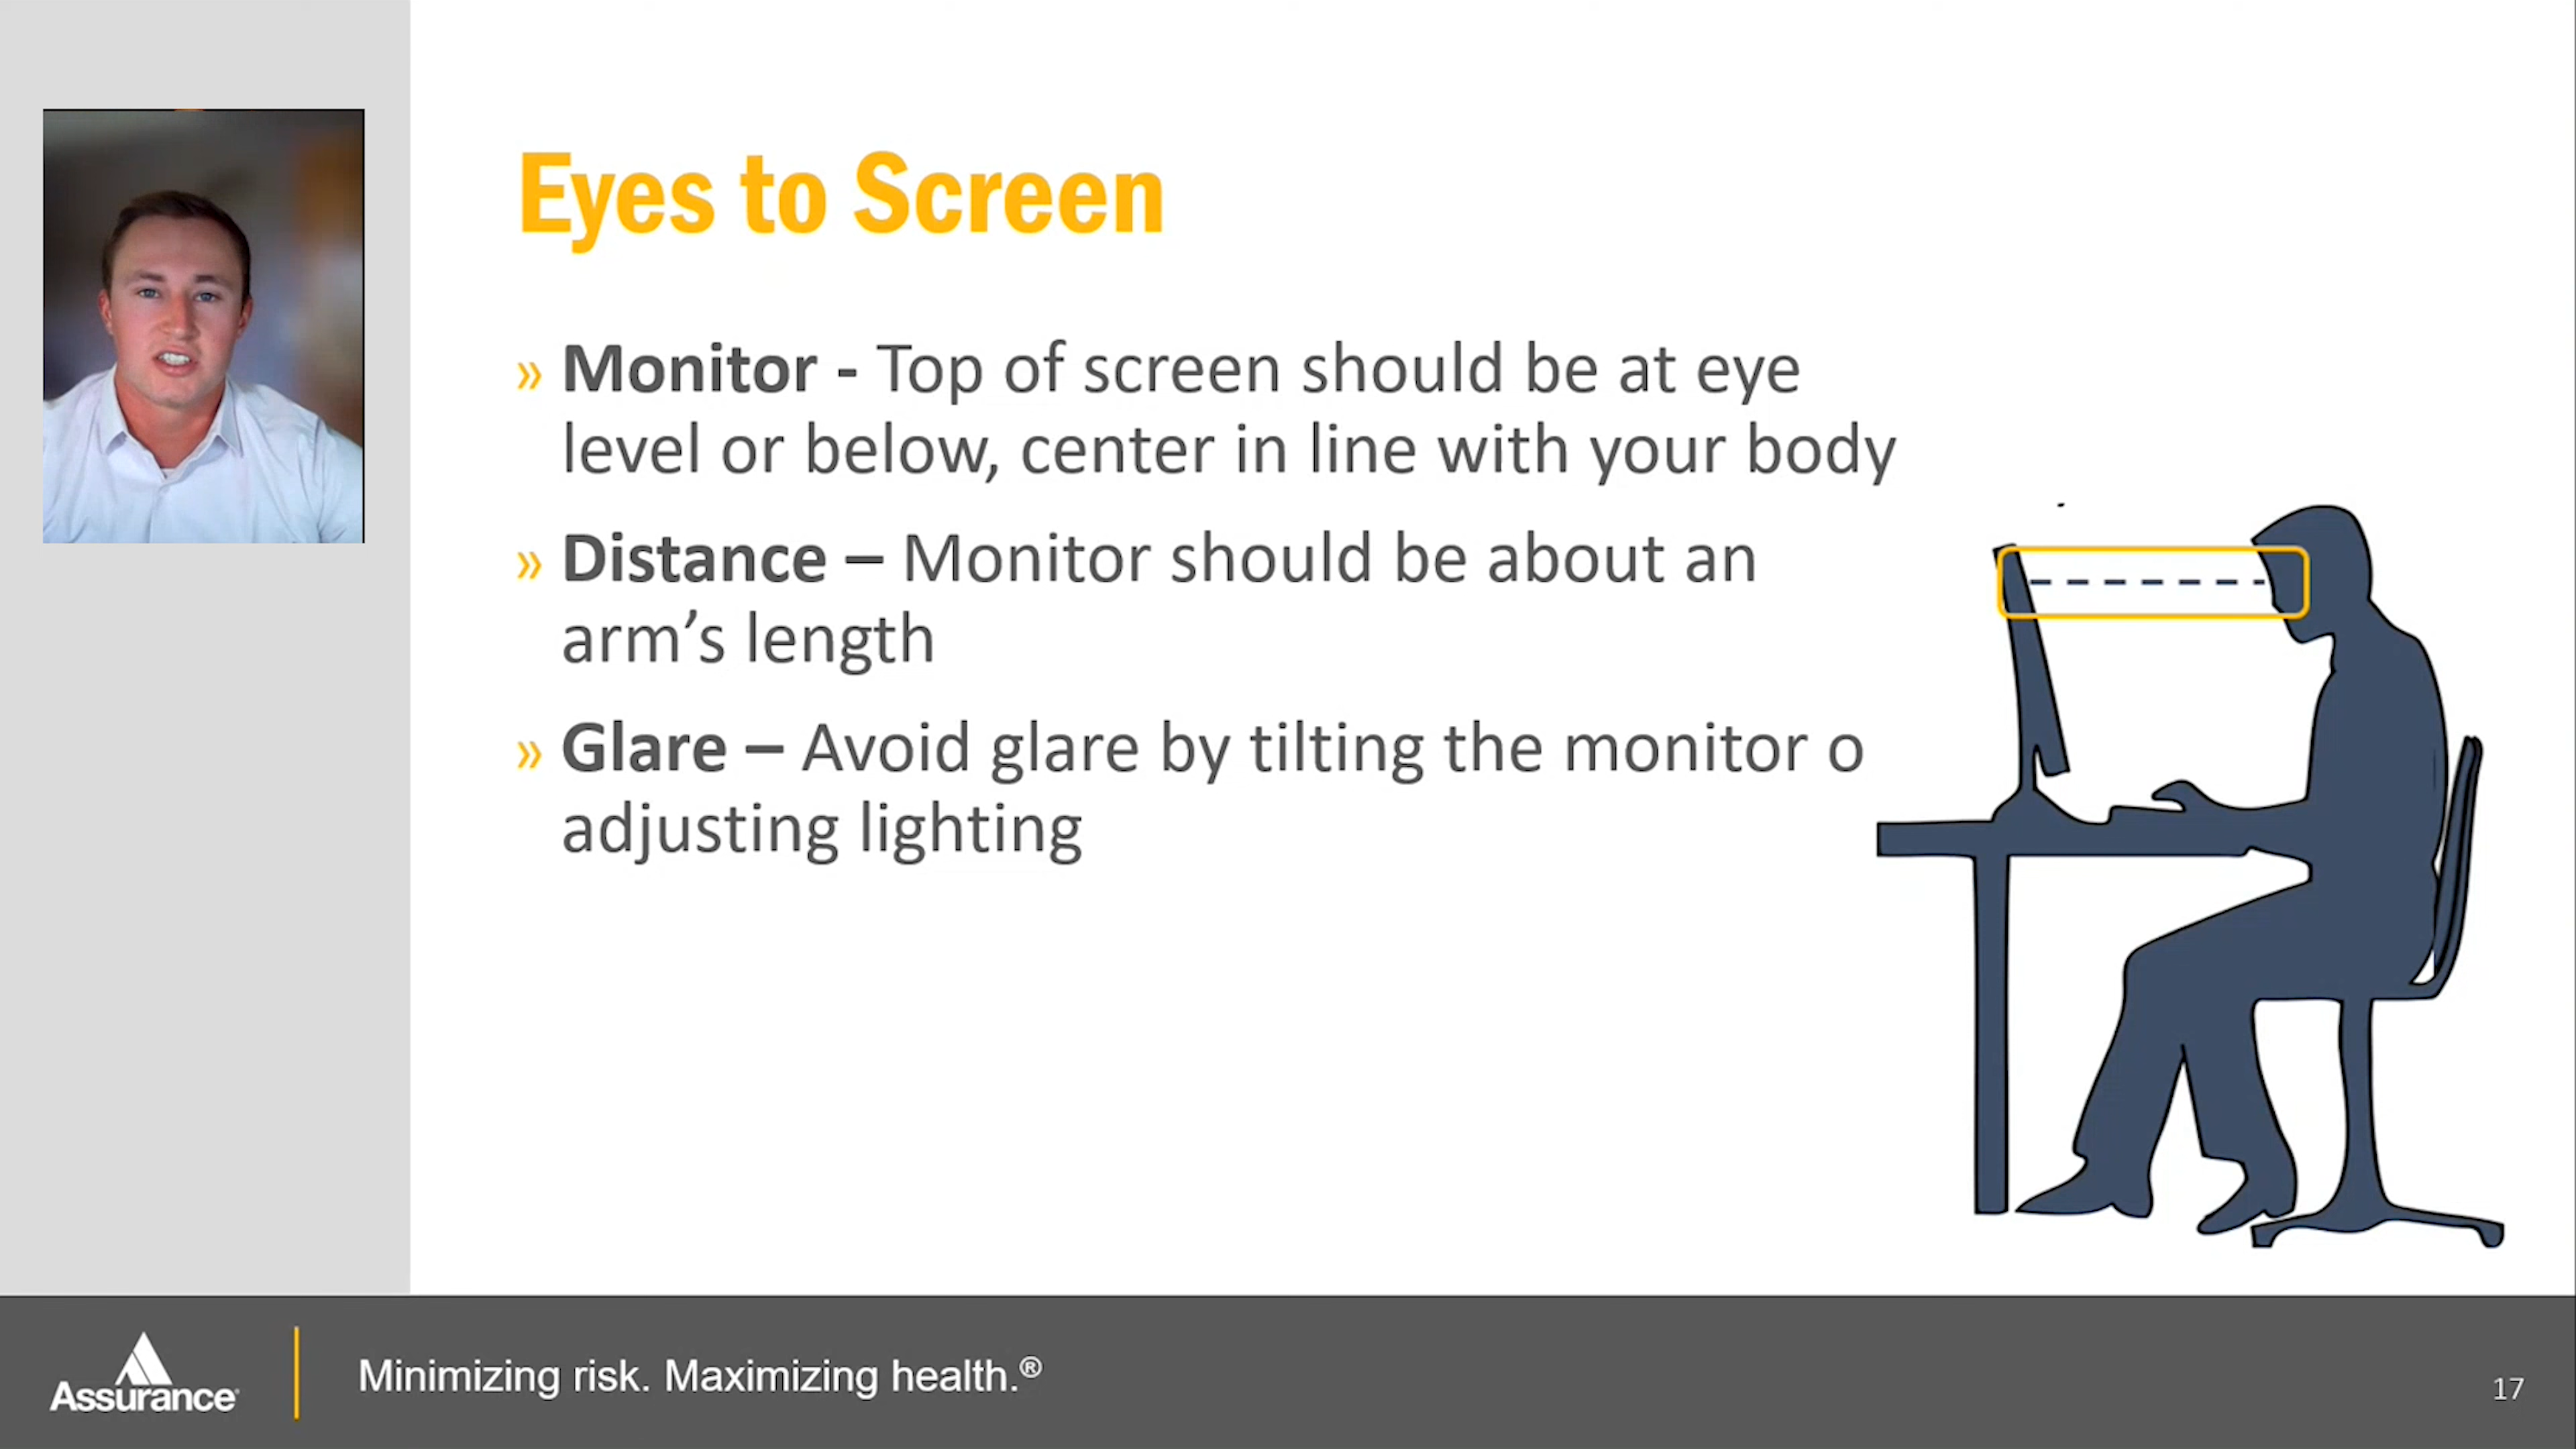 Eyes to Screen
» Monitor - Top of screen should be at eye
level or below, center in line with your body
» Distance – Monitor should be about an
arm’s length
» Glare – Avoid glare by tilting the monitor o
adjusting lighting
Assurance
Minimizing risk. Maximizing health.®
17